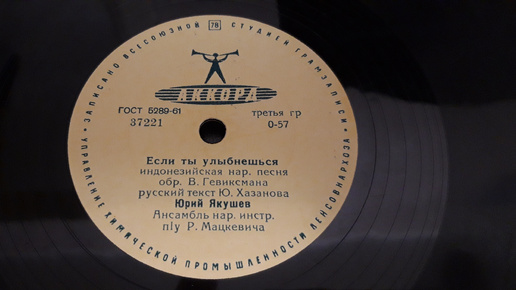 ЗАПИСАНО ВСЕСОЮЗНОЙ СТУДИЕЙ ГРАМЗАПИСИ
78
АККОРД
ГОСТ 5289-61
третья гр
37221
0-57
Если ты улыбнешься
индонезийская нар. песня
обр. В. Гевиксмана
русский текст Ю. Хазанова
Юрий Якушев
Ансамбль нар. инстр.
п/у Р. Мацкевича
УПРАВЛЕНИЕ ХИМИЧЕСКОЙ ПРОМЫШЛЕННОСТИ ЛЕНСОВНАРХОЗА